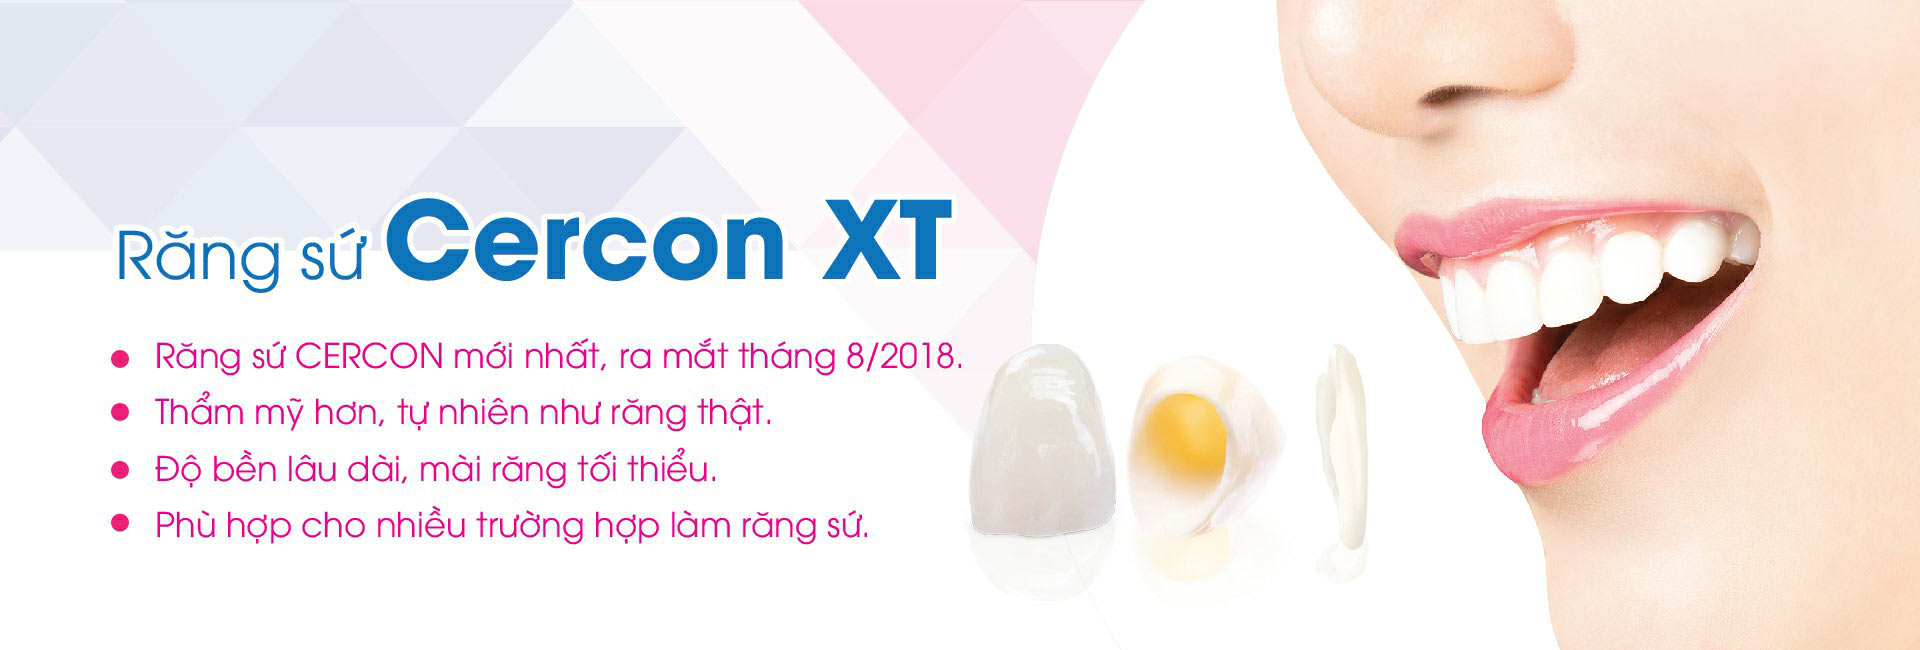 Răng sứ Cercon XT
Răng sứ CERCON mới nhất, ra mắt tháng 8/2018.
Thẩm mỹ hơn, tự nhiên như răng thật.
Độ bền lâu dài, mài răng tối thiểu.
Phù hợp cho nhiều trường hợp làm răng sứ.